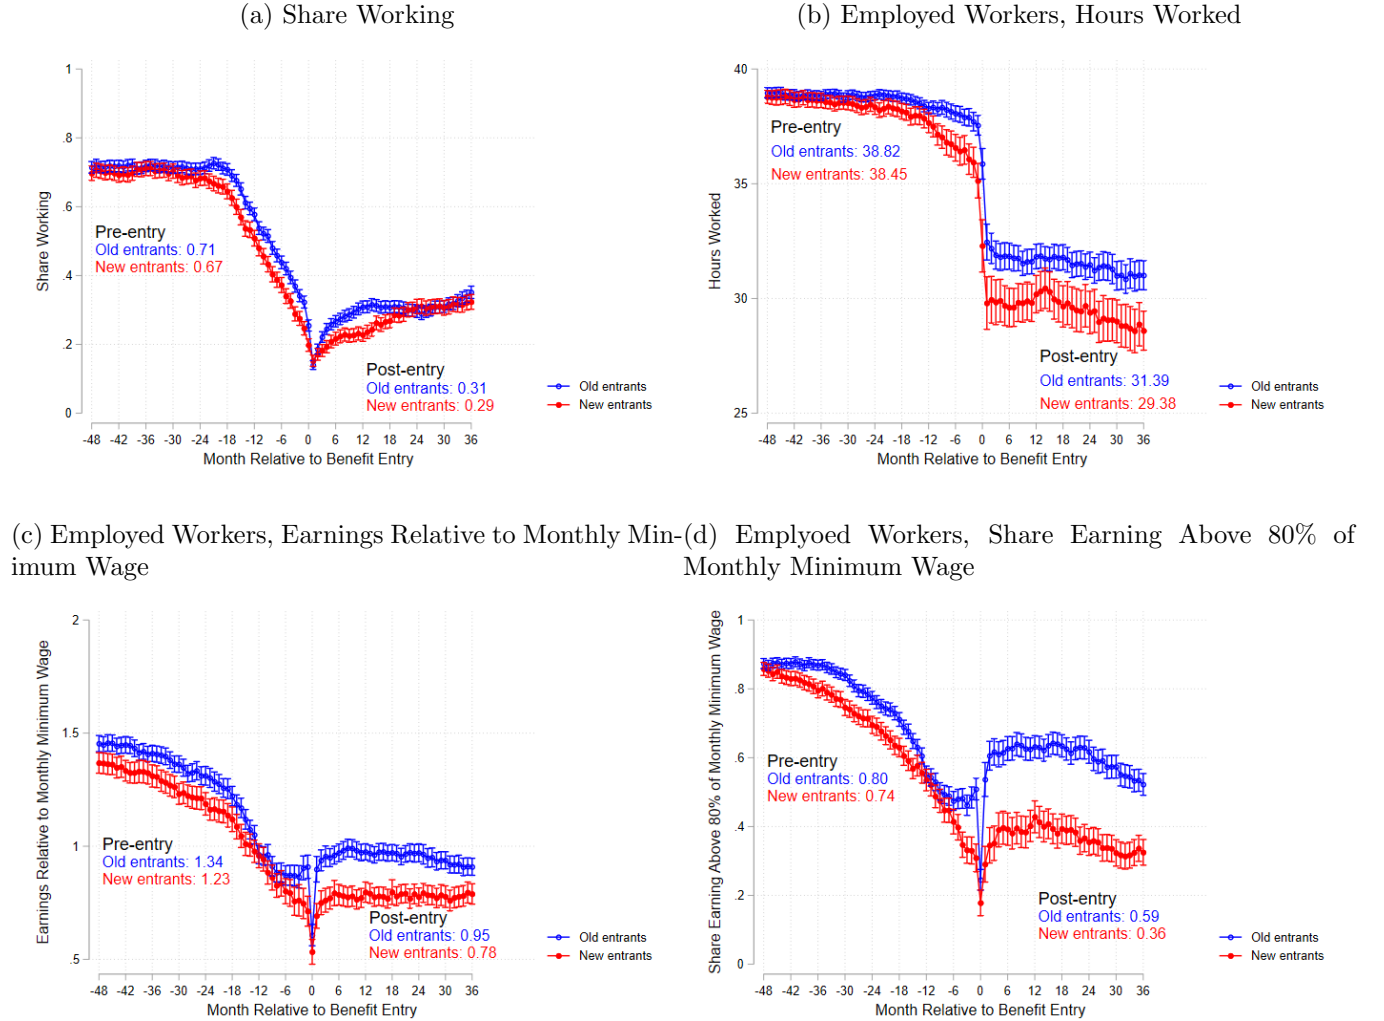 (a) Share Working
1
.8
.6
.4
.2
0
Share Working
Pre-entry
Old entrants: 0.71
New entrants: 0.67
Post-entry
Old entrants: 0.31
New entrants: 0.29
-48 -42 -36 -30 -24 -18 -12 -6 0 6 12 18 24 30 36
Month Relative to Benefit Entry
Old entrants
New entrants
(b) Employed Workers, Hours Worked
40
35
30
25
Hours Worked
Pre-entry
Old entrants: 38.82
New entrants: 38.45
Post-entry
Old entrants: 31.39
New entrants: 29.38
-48 -42 -36 -30 -24 -18 -12 -6 0 6 12 18 24 30 36
Month Relative to Benefit Entry
Old entrants
New entrants
(c) Employed Workers, Earnings Relative to Monthly Min-
imum Wage
2
1.5
1
.5
Earnings Relative to Monthly Minimum Wage
Pre-entry
Old entrants: 1.34
New entrants: 1.23
Post-entry
Old entrants: 0.95
New entrants: 0.78
-48 -42 -36 -30 -24 -18 -12 -6 0 6 12 18 24 30 36
Month Relative to Benefit Entry
Old entrants
New entrants
(d) Emplyoed Workers, Share Earning Above 80% of
Monthly Minimum Wage
1
.8
.6
.4
.2
0
Share Earning Above 80% of Monthly Minimum Wage
Pre-entry
Old entrants: 0.80
New entrants: 0.74
Post-entry
Old entrants: 0.59
New entrants: 0.36
-48 -42 -36 -30 -24 -18 -12 -6 0 6 12 18 24 30 36
Month Relative to Benefit Entry
Old entrants
New entrants